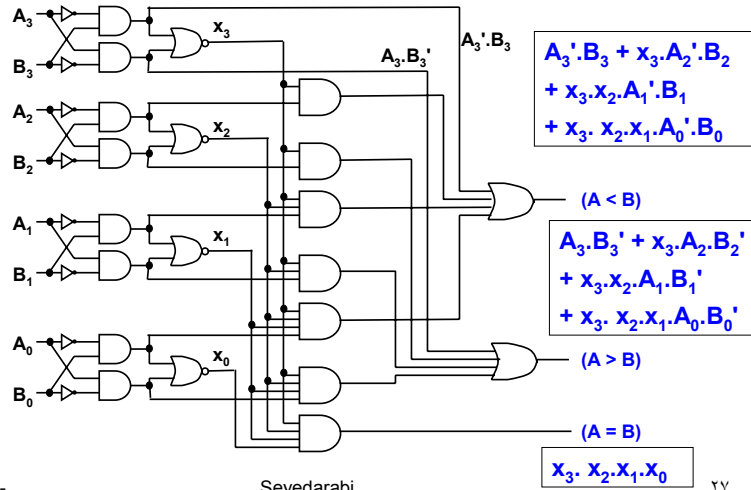 A₃
B₃
x₃
A₃'.B₃
A₃.B₃'
A₃'.B₃ + x₃.A₂'.B₂
+ x₃.x₂.A₁'.B₁
+ x₃. x₂.x₁.A₀'.B₀
A₂
B₂
x₂
(A < B)
A₁
B₁
x₁
A₃.B₃' + x₃.A₂.B₂'
+ x₃.x₂.A₁.B₁'
+ x₃. x₂.x₁.A₀.B₀'
A₀
B₀
x₀
(A > B)
(A = B)
x₃. x₂.x₁.x₀
-
Seyedarabi
۲۷